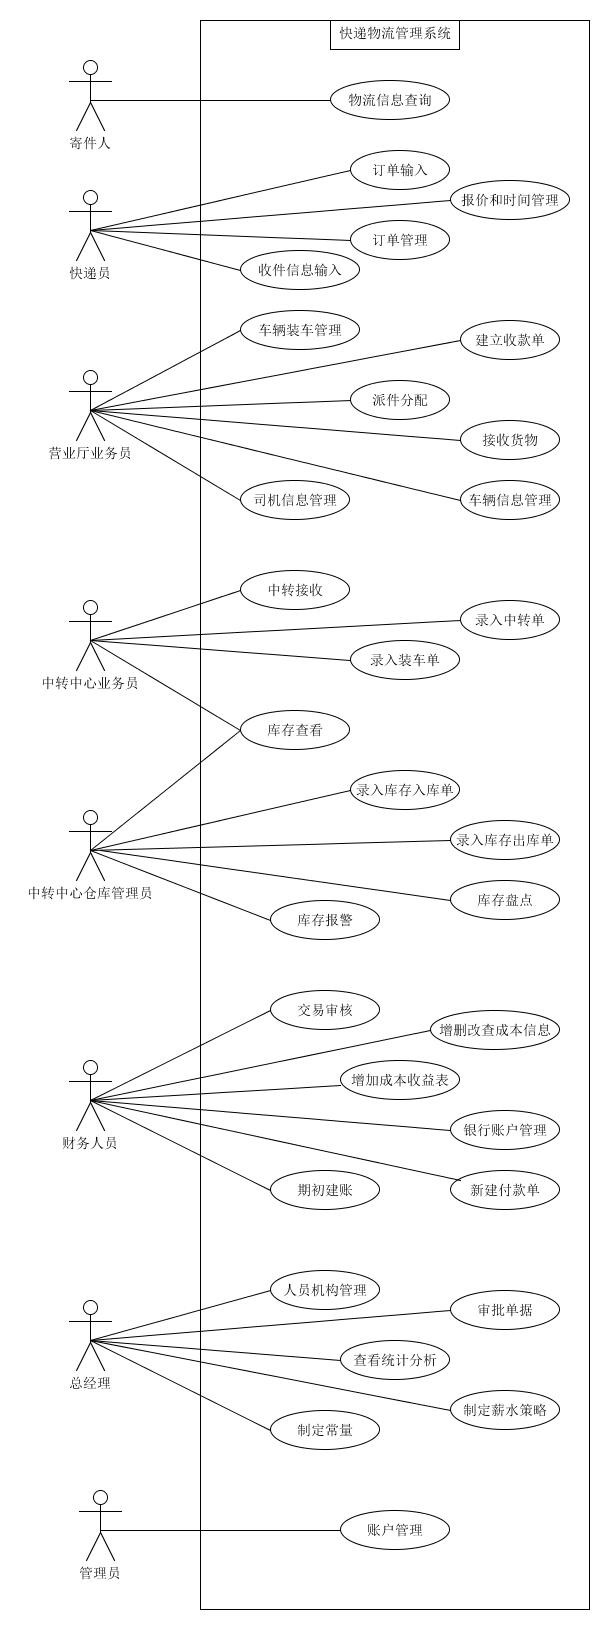 快递物流管理系统
寄件人
物流信息查询
快递员
订单输入
报价和时间管理
订单管理
收件信息输入
营业厅业务员
车辆装车管理
建立收款单
派件分配
接收货物
司机信息管理
车辆信息管理
中转中心业务员
中转接收
录入中转单
录入装车单
库存查看
中转中心仓库管理员
录入库存入库单
录入库存出库单
库存盘点
库存报警
财务人员
交易审核
增删改查成本信息
增加成本收益表
银行账户管理
期初建账
新建付款单
总经理
人员机构管理
审批单据
查看统计分析
制定薪水策略
制定常量
管理员
账户管理